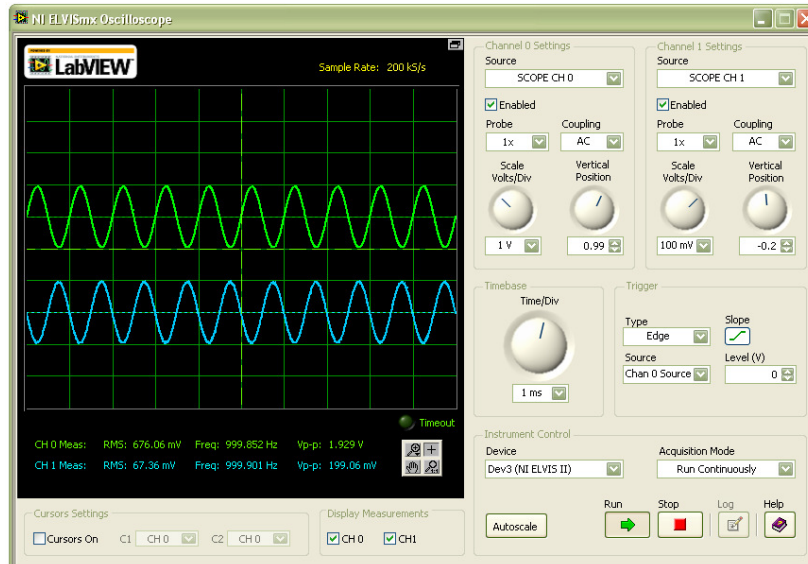 NI ELVISmx Oscilloscope
POWERED BY
LabVIEW
Sample Rate: 200 kS/s
Timeout
CH 0 Meas: RMS: 676.06 mV Freq: 999.852 Hz Vp-p: 1.929 V
CH 1 Meas: RMS: 67.36 mV Freq: 999.901 Hz Vp-p: 199.06 mV
Cursors Settings
Cursors On C1 CH 0 C2 CH 0
Display Measurements
CH 0 CH1
Channel 0 Settings
Source
SCOPE CH 0
Enabled
Probe Coupling
1x AC
Scale Vertical
Volts/Div Position
1 V 0.99
Channel 1 Settings
Source
SCOPE CH 1
Enabled
Probe Coupling
1x AC
Scale Vertical
Volts/Div Position
100 mV -0.2
Timebase
Time/Div
1 ms
Trigger
Type Slope
Edge
Source Level (V)
Chan 0 Source 0
Instrument Control
Device Acquisition Mode
Dev3 (NI ELVIS II) Run Continuously
Run Stop Log Help
Autoscale